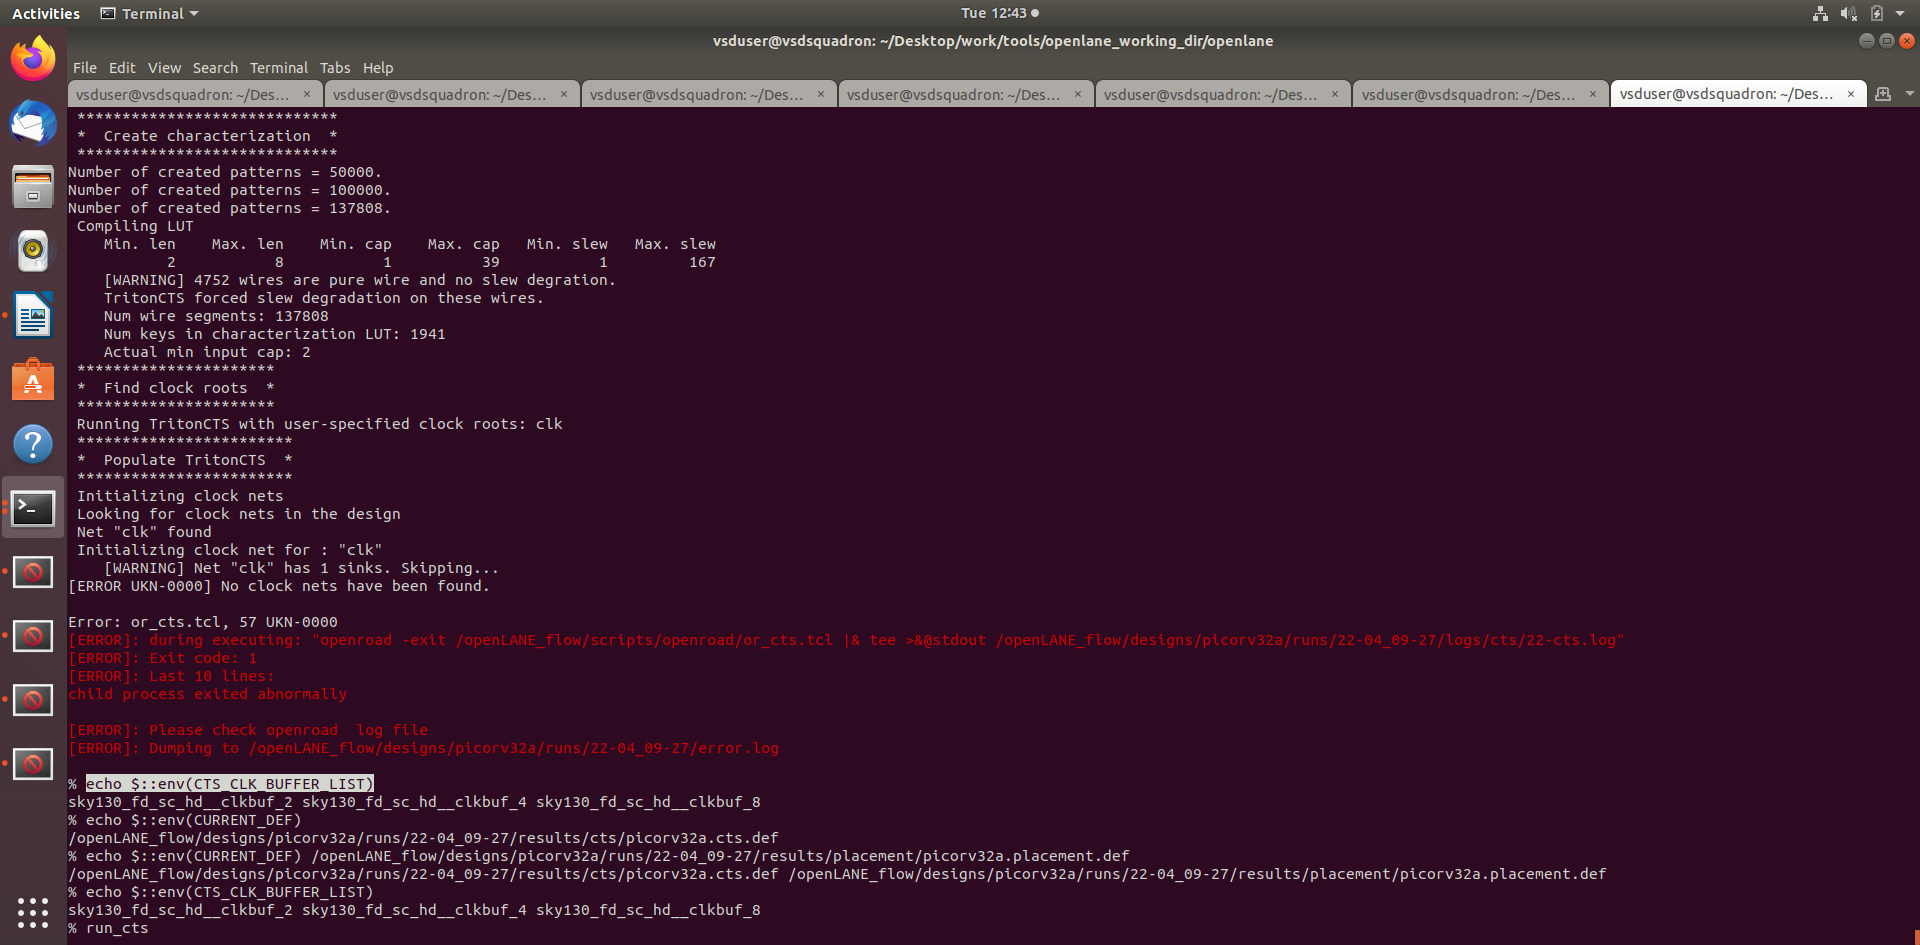 Activities Terminal Tue 12:43
vsduser@vsdsquadron: ~/Desktop/work/tools/openlane_working_dir/openlane
File Edit View Search Terminal Tabs Help
vsduser@vsdsquadron: ~/Des... × vsduser@vsdsquadron: ~/Des... × vsduser@vsdsquadron: ~/Des... × vsduser@vsdsquadron: ~/Des... × vsduser@vsdsquadron: ~/Des... × vsduser@vsdsquadron: ~/Des... × vsduser@vsdsquadron: ~/Des... ×
*****************************
* Create characterization *
*****************************
Number of created patterns = 50000.
Number of created patterns = 100000.
Number of created patterns = 137808.
Compiling LUT
Min. len Max. len Min. cap Max. cap Min. slew Max. slew
2 8 1 39 1 167
[WARNING] 4752 wires are pure wire and no slew degration.
TritonCTS forced slew degradation on these wires.
Num wire segments: 137808
Num keys in characterization LUT: 1941
Actual min input cap: 2
**********************
* Find clock roots *
**********************
Running TritonCTS with user-specified clock roots: clk
************************
* Populate TritonCTS *
************************
Initializing clock nets
Looking for clock nets in the design
Net "clk" found
Initializing clock net for : "clk"
[WARNING] Net "clk" has 1 sinks. Skipping...
[ERROR UKN-0000] No clock nets have been found.
Error: or_cts.tcl, 57 UKN-0000
[ERROR]: during executing: "openroad -exit /openLANE_flow/scripts/openroad/or_cts.tcl |& tee >&@stdout /openLANE_flow/designs/picorv32a/runs/22-04_09-27/logs/cts/22-cts.log"
[ERROR]: Exit code: 1
[ERROR]: Last 10 lines:
child process exited abnormally
[ERROR]: Please check openroad  log file
[ERROR]: Dumping to /openLANE_flow/designs/picorv32a/runs/22-04_09-27/error.log
% echo $::env(CTS_CLK_BUFFER_LIST)
sky130_fd_sc_hd__clkbuf_2 sky130_fd_sc_hd__clkbuf_4 sky130_fd_sc_hd__clkbuf_8
% echo $::env(CURRENT_DEF)
/openLANE_flow/designs/picorv32a/runs/22-04_09-27/results/cts/picorv32a.cts.def
% echo $::env(CURRENT_DEF) /openLANE_flow/designs/picorv32a/runs/22-04_09-27/results/placement/picorv32a.placement.def
/openLANE_flow/designs/picorv32a/runs/22-04_09-27/results/cts/picorv32a.cts.def /openLANE_flow/designs/picorv32a/runs/22-04_09-27/results/placement/picorv32a.placement.def
% echo $::env(CTS_CLK_BUFFER_LIST)
sky130_fd_sc_hd__clkbuf_2 sky130_fd_sc_hd__clkbuf_4 sky130_fd_sc_hd__clkbuf_8
% run_cts